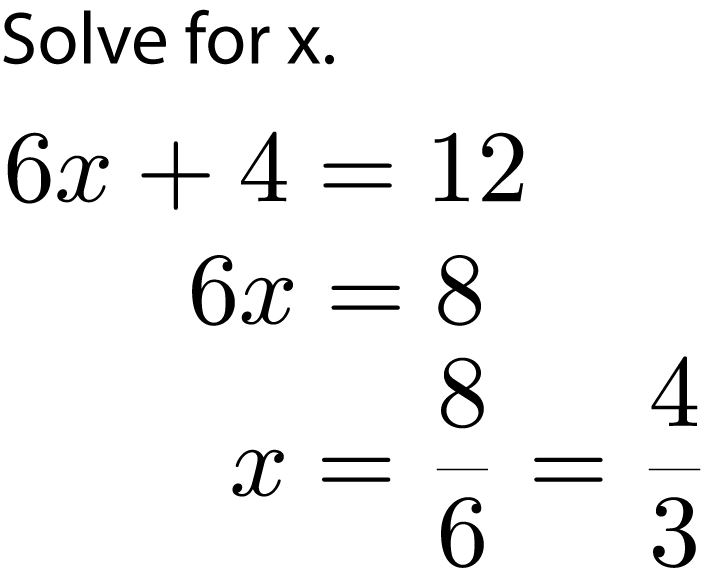 Solve for x.
6x + 4 = 12
6x = 8
x = 8/6 = 4/3